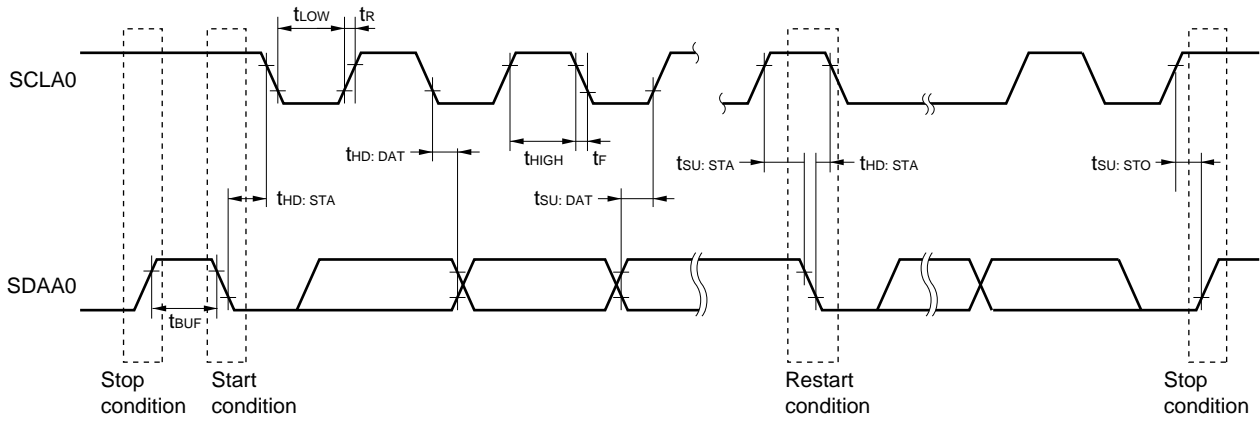 tLOW
tR
SCLA0
tHD: DAT
tHIGH
tF
tSU: STA
tHD: STA
tSU: STO
tHD: STA
tSU: DAT
SDAA0
tBUF
Stop
condition
Start
condition
Restart
condition
Stop
condition